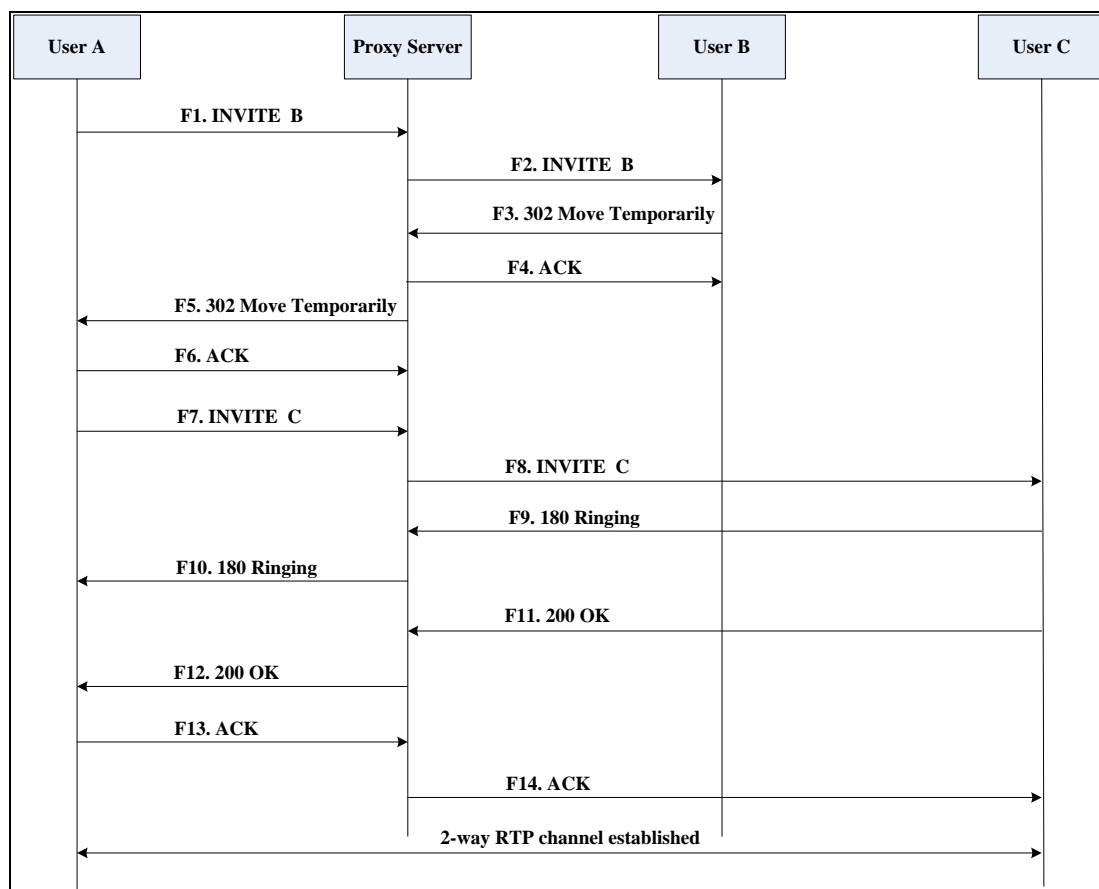 User A
Proxy Server
User B
User C
F1. INVITE B
F2. INVITE B
F3. 302 Move Temporarily
F4. ACK
F5. 302 Move Temporarily
F6. ACK
F7. INVITE C
F8. INVITE C
F9. 180 Ringing
F10. 180 Ringing
F11. 200 OK
F12. 200 OK
F13. ACK
F14. ACK
2-way RTP channel established